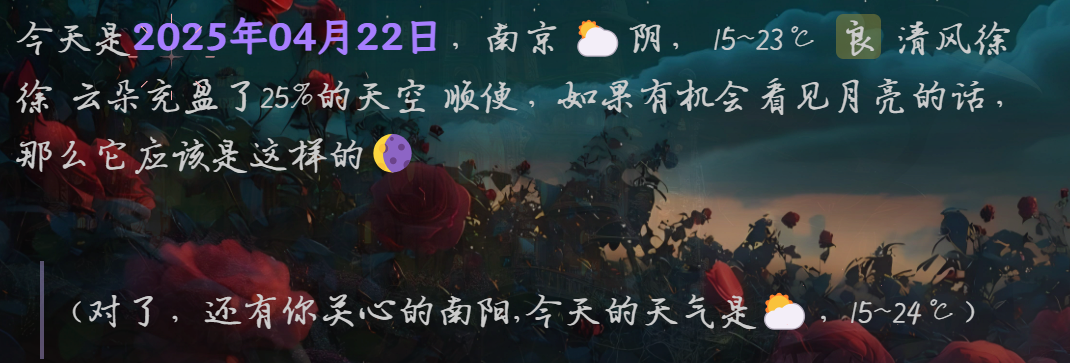 今天是2025年04月22日，南京 ⛅ 阴，15~23℃ 良 清风徐
徐 云朵充盈了25%的天空 顺便，如果有机会看见月亮的话，
那么它应该是这样的🌘
（对了，还有你关心的南阳,今天的天气是⛅，15~24℃）